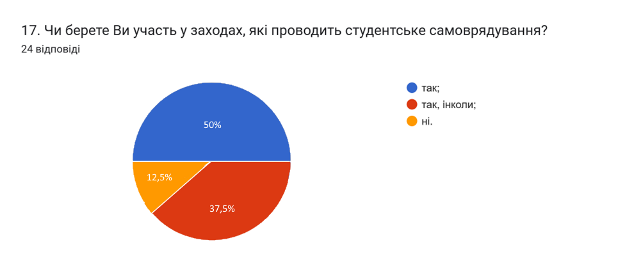 17. Чи берете Ви участь у заходах, які проводить студентське самоврядування?
24 відповіді
так;
так, інколи;
ні.
50%
12,5%
37,5%